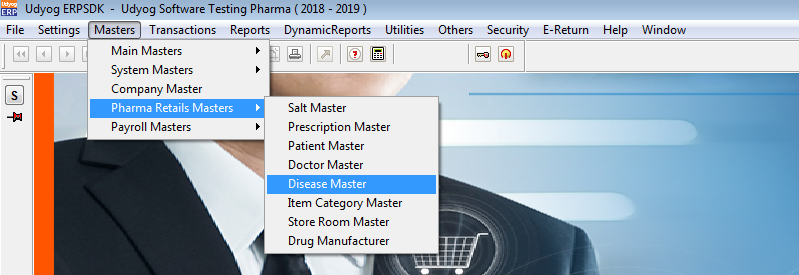 Udyog ERP
Udyog ERPSDK - Udyog Software Testing Pharma ( 2018 - 2019 )
File Settings Masters Transactions Reports DynamicReports Utilities Others Security E-Return Help Window
Main Masters
System Masters
Company Master
Pharma Retails Masters
Payroll Masters
S
Salt Master
Prescription Master
Patient Master
Doctor Master
Disease Master
Item Category Master
Store Room Master
Drug Manufacturer